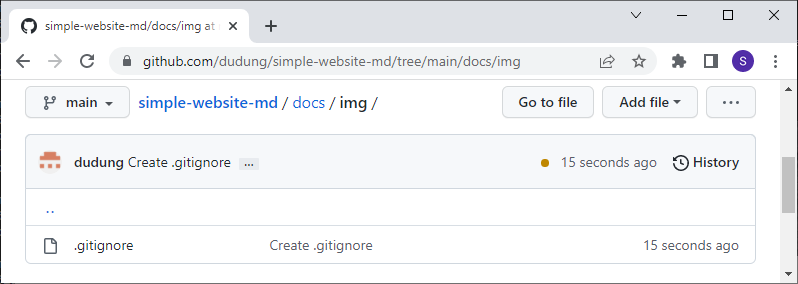 simple-website-md/docs/img at
github.com/dudung/simple-website-md/tree/main/docs/img
S
main
simple-website-md / docs / img /
Go to file
Add file
...
dudung Create .gitignore ...
15 seconds ago
History
..
.gitignore
Create .gitignore
15 seconds ago